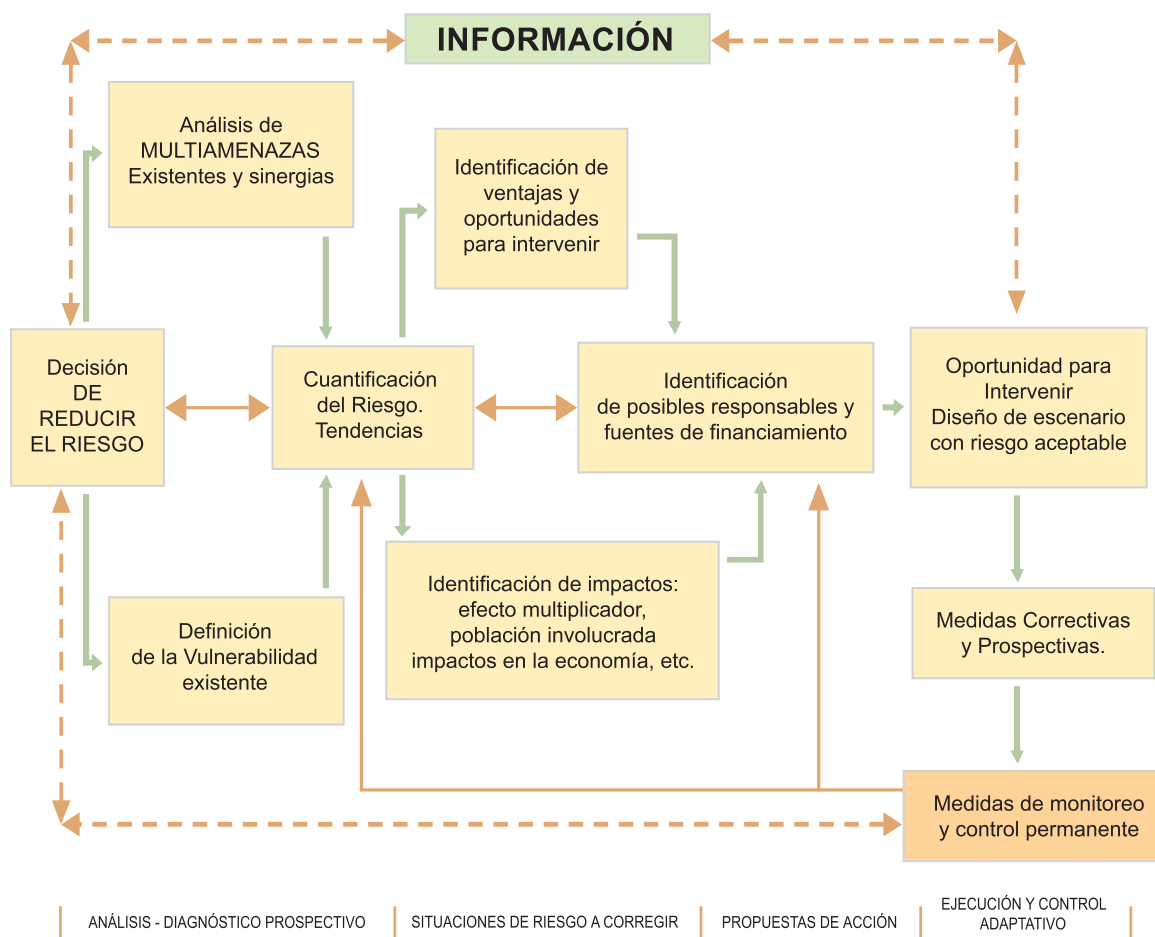 INFORMACIÓN
Análisis de
MULTIAMENAZAS
Existentes y sinergias
Identificación de
ventajas y
oportunidades
para intervenir
Decisión
DE
REDUCIR
EL RIESGO
Cuantificación
del Riesgo.
Tendencias
Identificación
de posibles responsables y
fuentes de financiamiento
Oportunidad para
Intervenir
Diseño de escenario
con riesgo aceptable
Definición
de la Vulnerabilidad
existente
Identificación de impactos:
efecto multiplicador,
población involucrada
impactos en la economía, etc.
Medidas Correctivas
y Prospectivas.
Medidas de monitoreo
y control permanente
ANÁLISIS - DIAGNÓSTICO PROSPECTIVO
SITUACIONES DE RIESGO A CORREGIR
PROPUESTAS DE ACCIÓN
EJECUCIÓN Y CONTROL
ADAPTATIVO